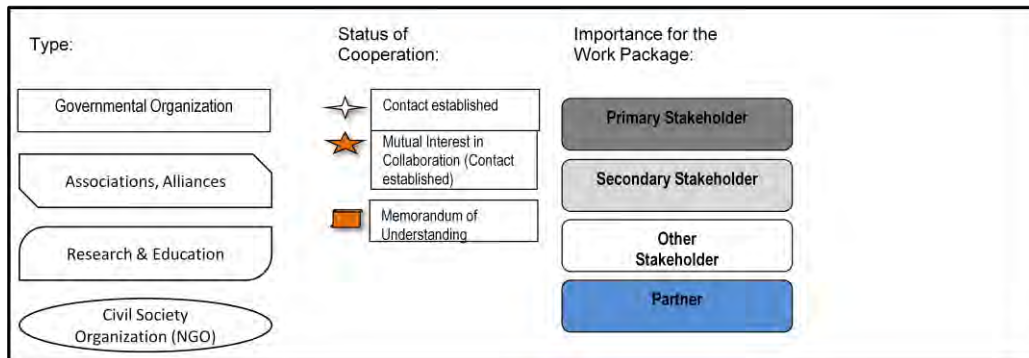 Type:
Governmental Organization
Associations, Alliances
Research & Education
Civil Society
Organization (NGO)
Status of
Cooperation:
Contact established
Mutual Interest in
Collaboration (Contact
established)
Memorandum of
Understanding
Importance for the
Work Package:
Primary Stakeholder
Secondary Stakeholder
Other
Stakeholder
Partner